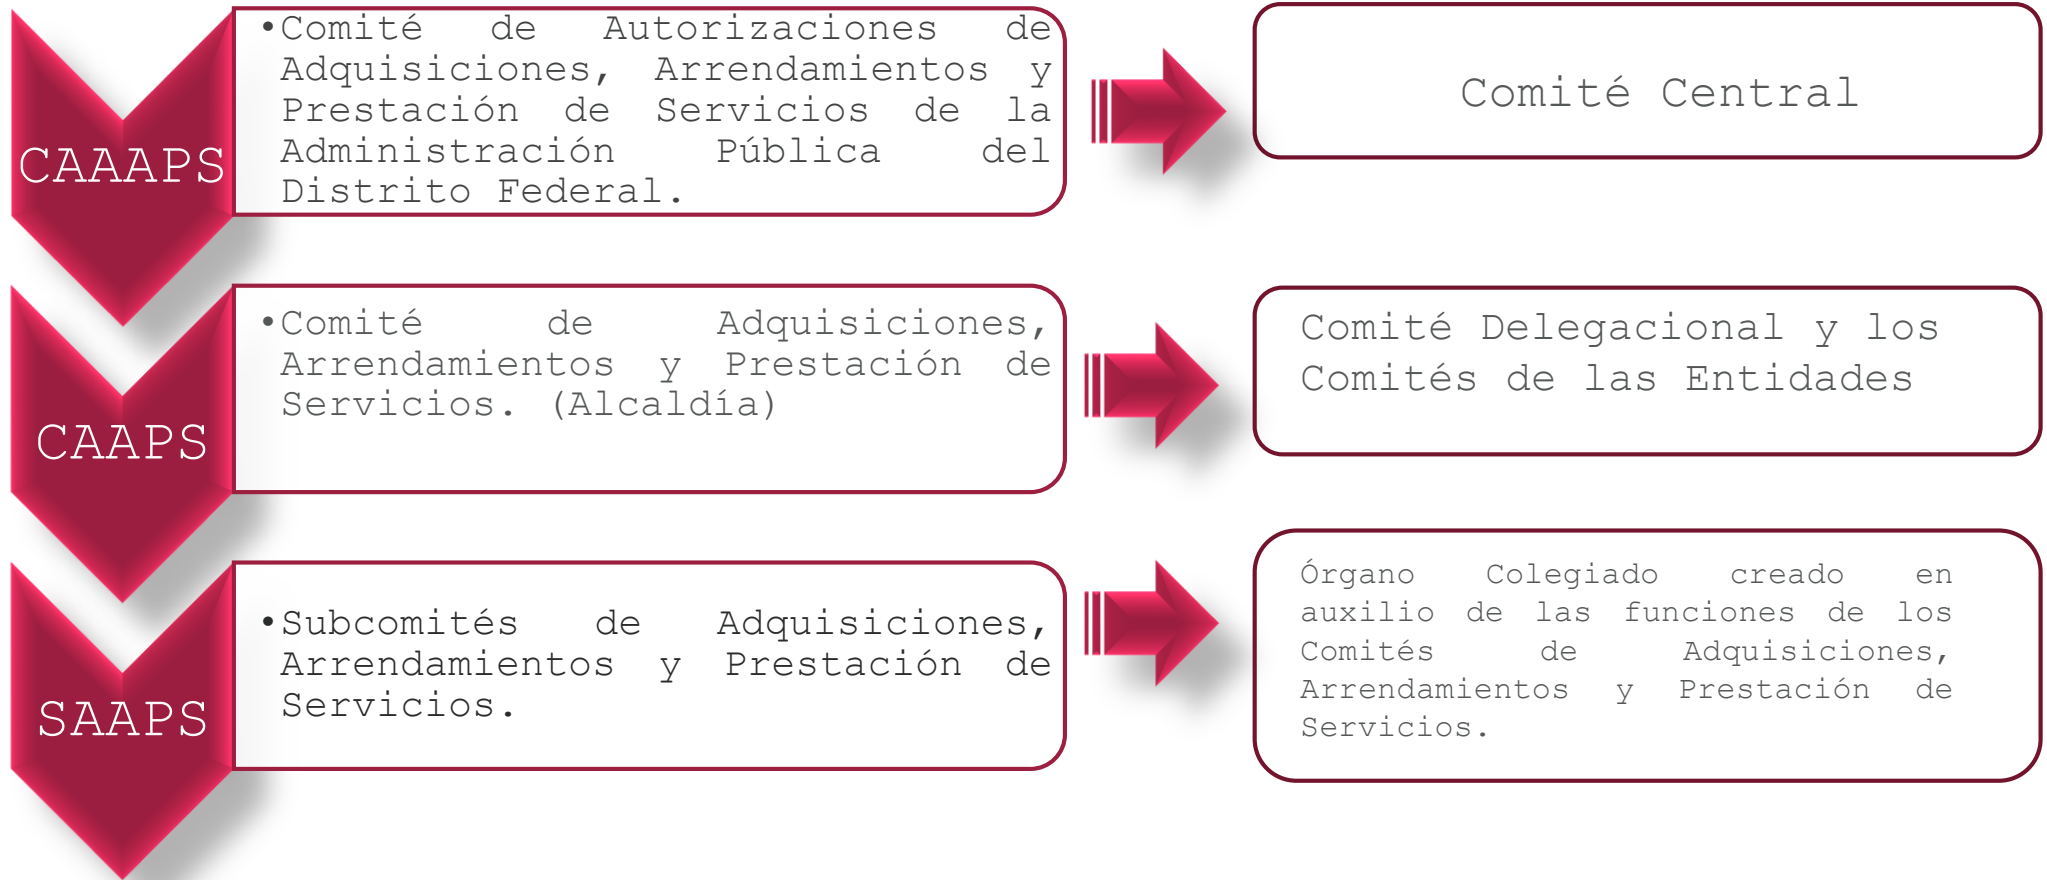 CAAAPS
•Comité de Autorizaciones de
Adquisiciones, Arrendamientos y
Prestación de Servicios de la
Administración Pública del
Distrito Federal.
Comité Central
CAAPS
•Comité de Adquisiciones,
Arrendamientos y Prestación de
Servicios. (Alcaldía)
Comité Delegacional y los
Comités de las Entidades
SAAPS
•Subcomités de Adquisiciones,
Arrendamientos y Prestación de
Servicios.
Órgano Colegiado creado en
auxilio de las funciones de los
Comités de Adquisiciones,
Arrendamientos y Prestación de
Servicios.